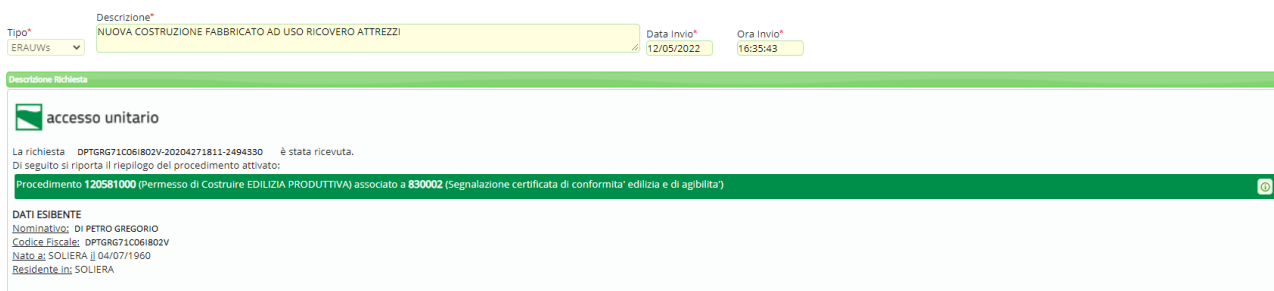 Descrizione*
Tipo*
NUOVA COSTRUZIONE FABBRICATO AD USO RICOVERO ATTREZZI
Data Invio*
Ora Invio*
ERAUWs
12/05/2022
16:35:43
Descrizione Richiesta
accesso unitario
La richiesta DPTGRG71C06I802V-20204271811-2494330 è stata ricevuta.
Di seguito si riporta il riepilogo del procedimento attivato:
Procedimento 120581000 (Permesso di Costruire EDILIZIA PRODUTTIVA) associato a 830002 (Segnalazione certificata di conformita' edilizia e di agibilita')
DATI ESIBENTE
Nominativo: DI PETRO GREGORIO
Codice Fiscale: DPTGRG71C06I802V
Nato a: SOLIERA il 04/07/1960
Residente in: SOLIERA